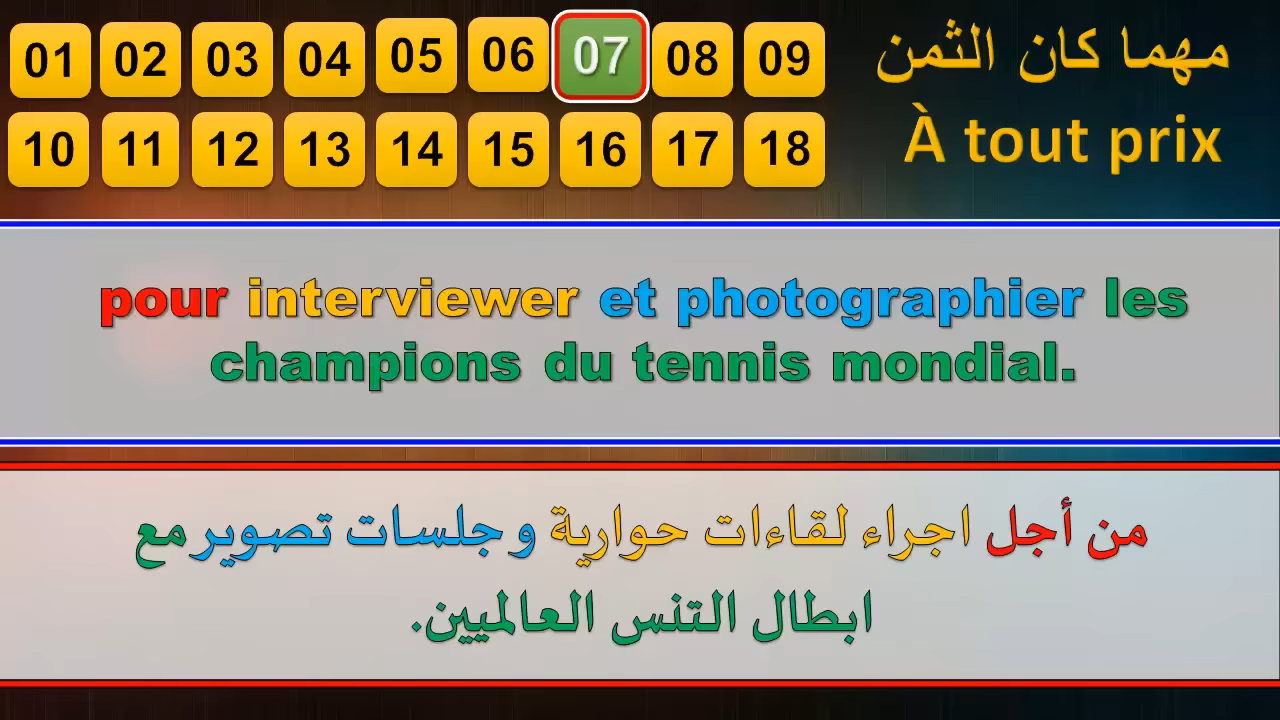 01 02 03 04 05 06 07 08 09
10 11 12 13 14 15 16 17 18
مهما كان الثمن
À tout prix
pour interviewer et photographier les
champions du tennis mondial.
من أجل اجراء لقاءات حوارية و جلسات تصوير مع
ابطال التنس العالميين.